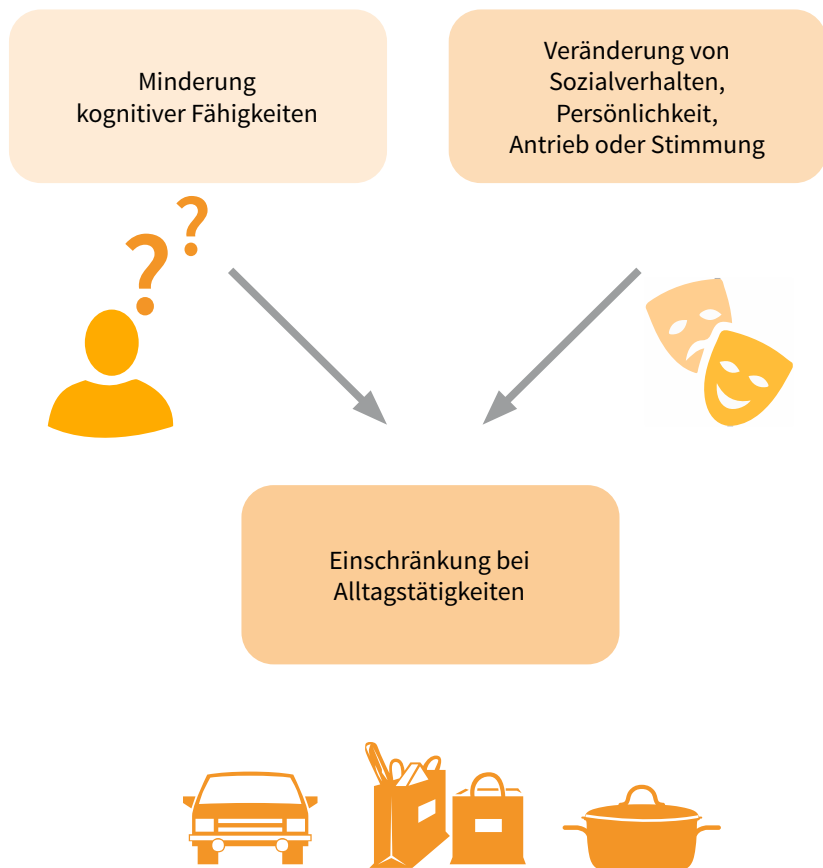 Minderung
kognitiver Fähigkeiten
Veränderung von
Sozialverhalten,
Persönlichkeit,
Antrieb oder Stimmung
? ?
Einschränkung bei
Alltagstätigkeiten